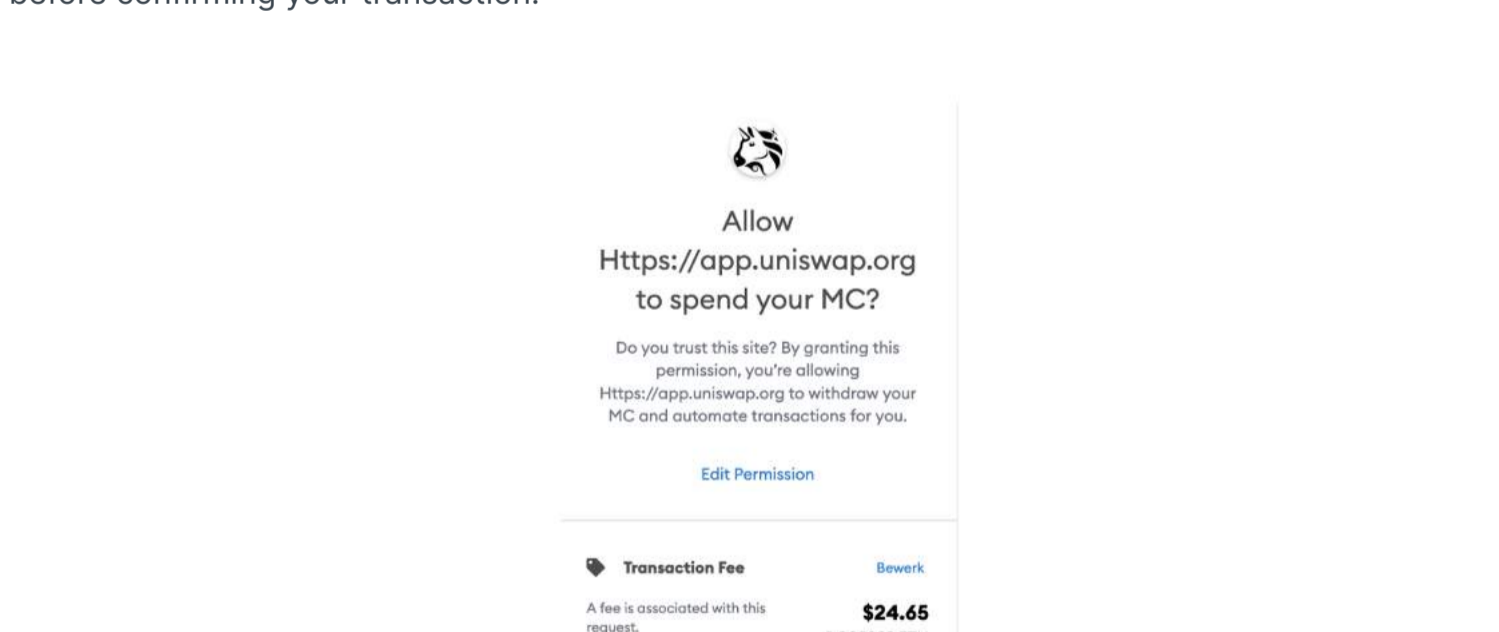 before confirming your transaction.
Allow
Https://app.uniswap.org
to spend your MC?
Do you trust this site? By granting this
permission, you're allowing
Https://app.uniswap.org to withdraw your
MC and automate transactions for you.
Edit Permission
Transaction Fee
Bewerk
A fee is associated with this
$24.65
request.